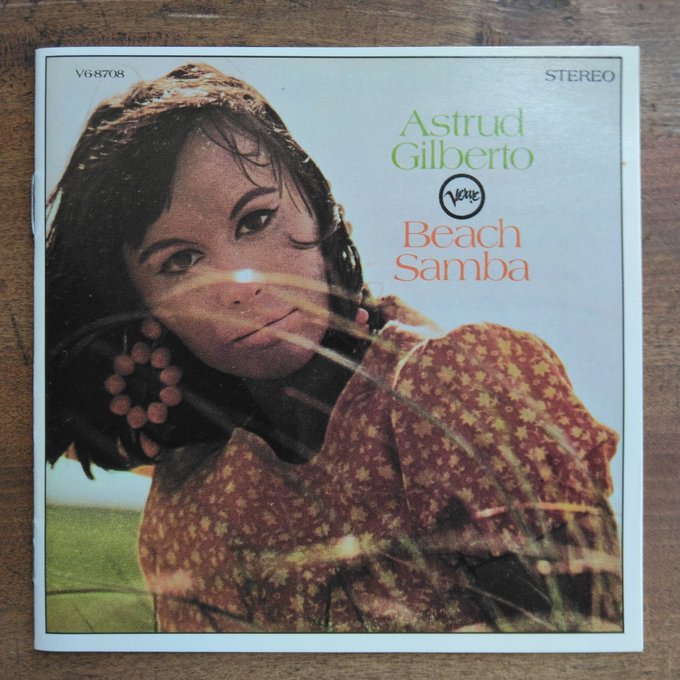 V6-8708
STEREO
Astrud
Gilberto
Verve
Beach
Samba